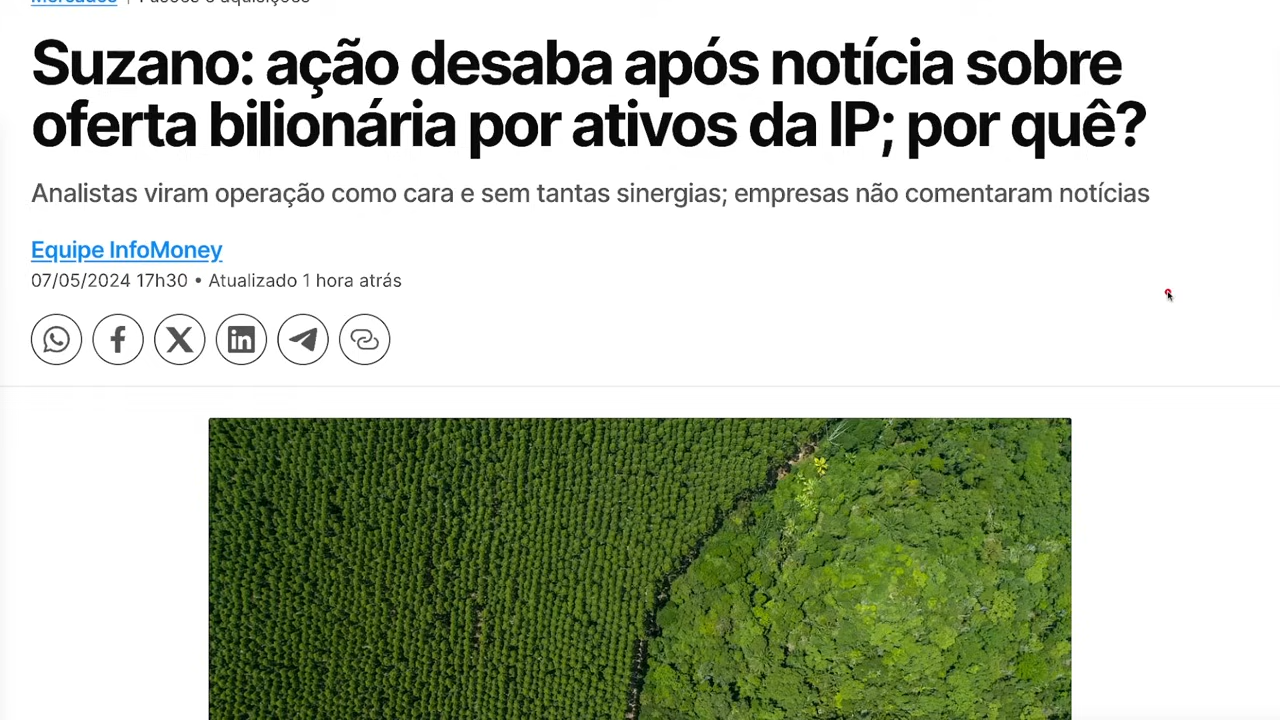 Mercados | Fusões e aquisições
Suzano: ação desaba após notícia sobre
oferta bilionária por ativos da IP; por quê?
Analistas viram operação como cara e sem tantas sinergias; empresas não comentaram notícias
Equipe InfoMoney
07/05/2024 17h30 • Atualizado 1 hora atrás